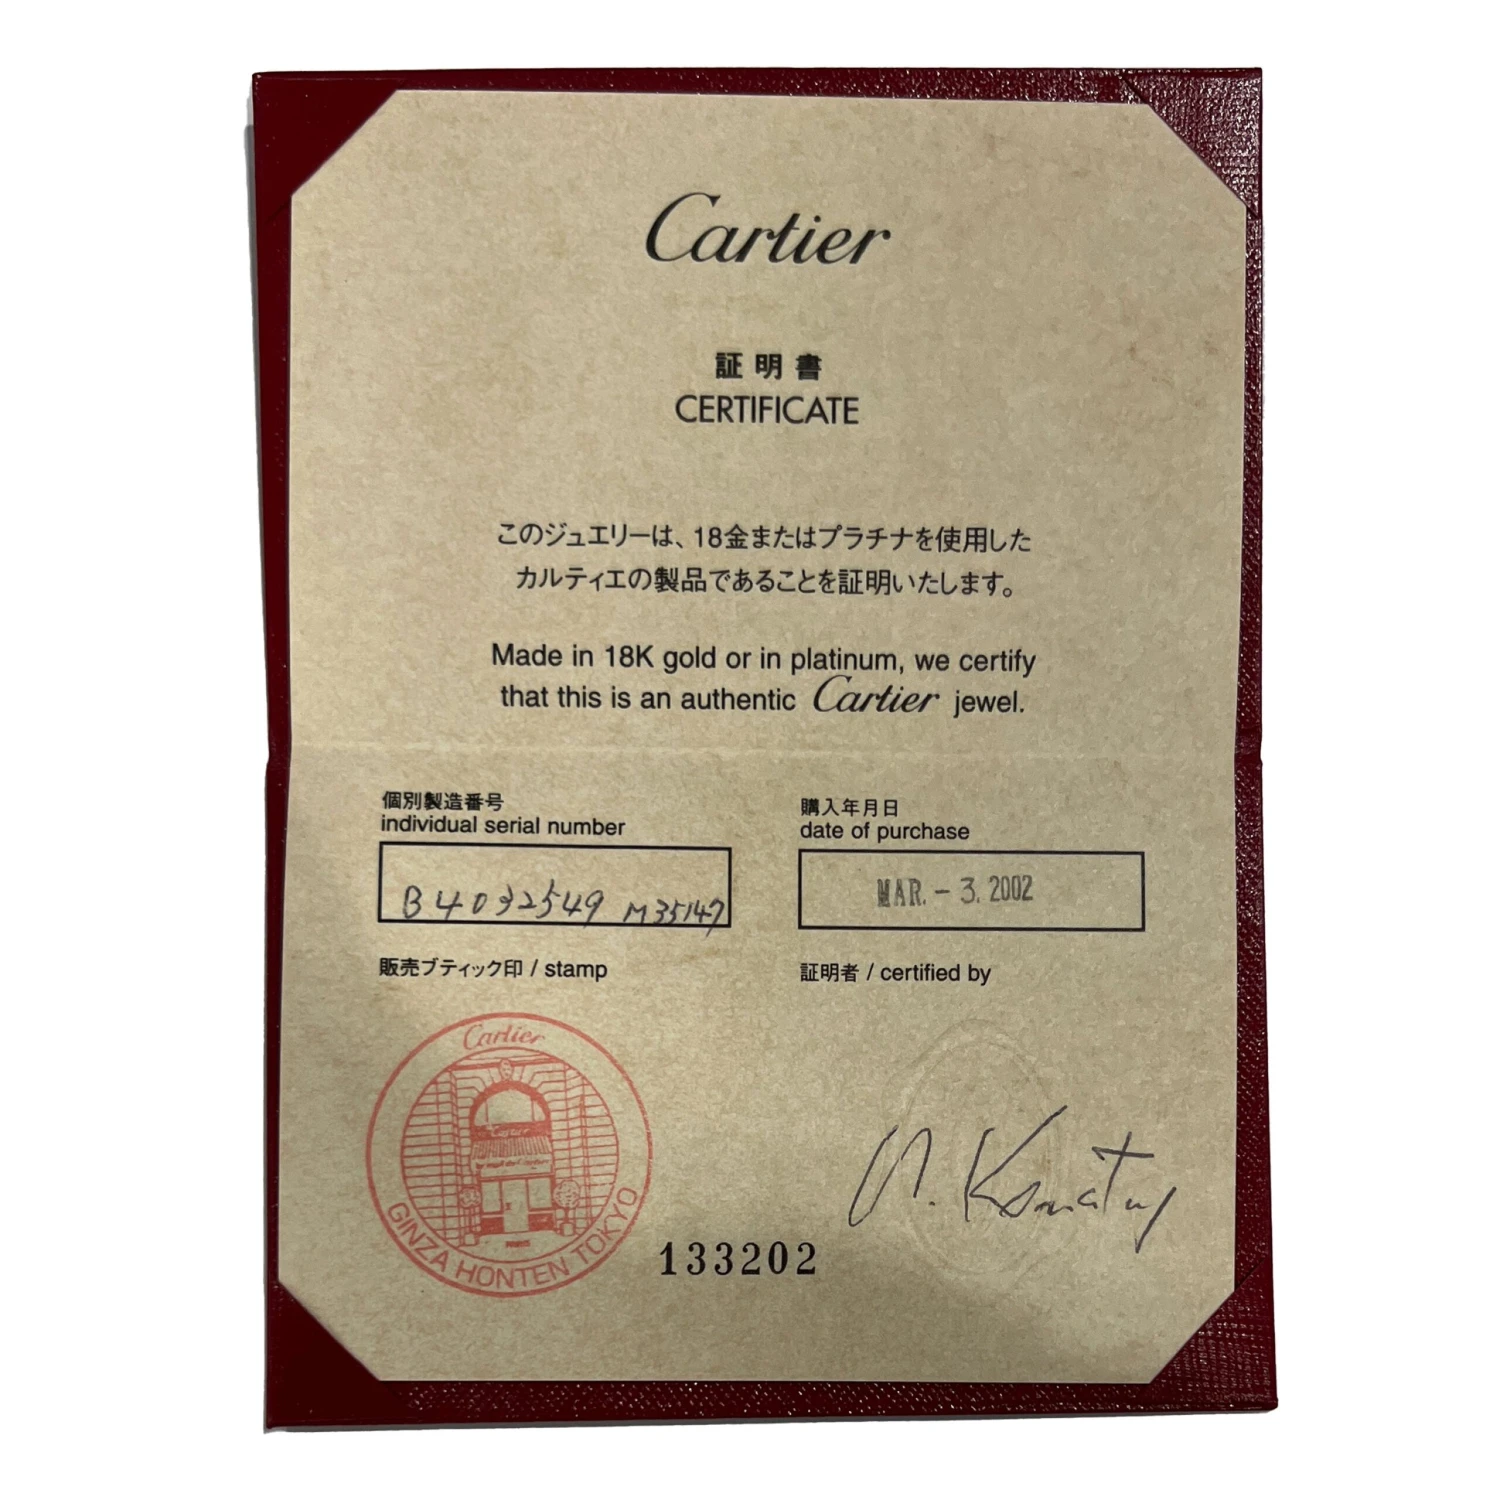 Cartier
証明書
CERTIFICATE
このジュエリーは、18金またはプラチナを使用した
カルティエの製品であることを証明いたします。
Made in 18K gold or in platinum, we certify
that this is an authentic Cartier jewel.
個別製造番号
individual serial number
B4032549 M35147
購入年月日
date of purchase
MAR. - 3. 2002
販売ブティック印 / stamp
Cartier
Cartier
GINZA HONTEN TOKYO
証明者 / certified by
133202